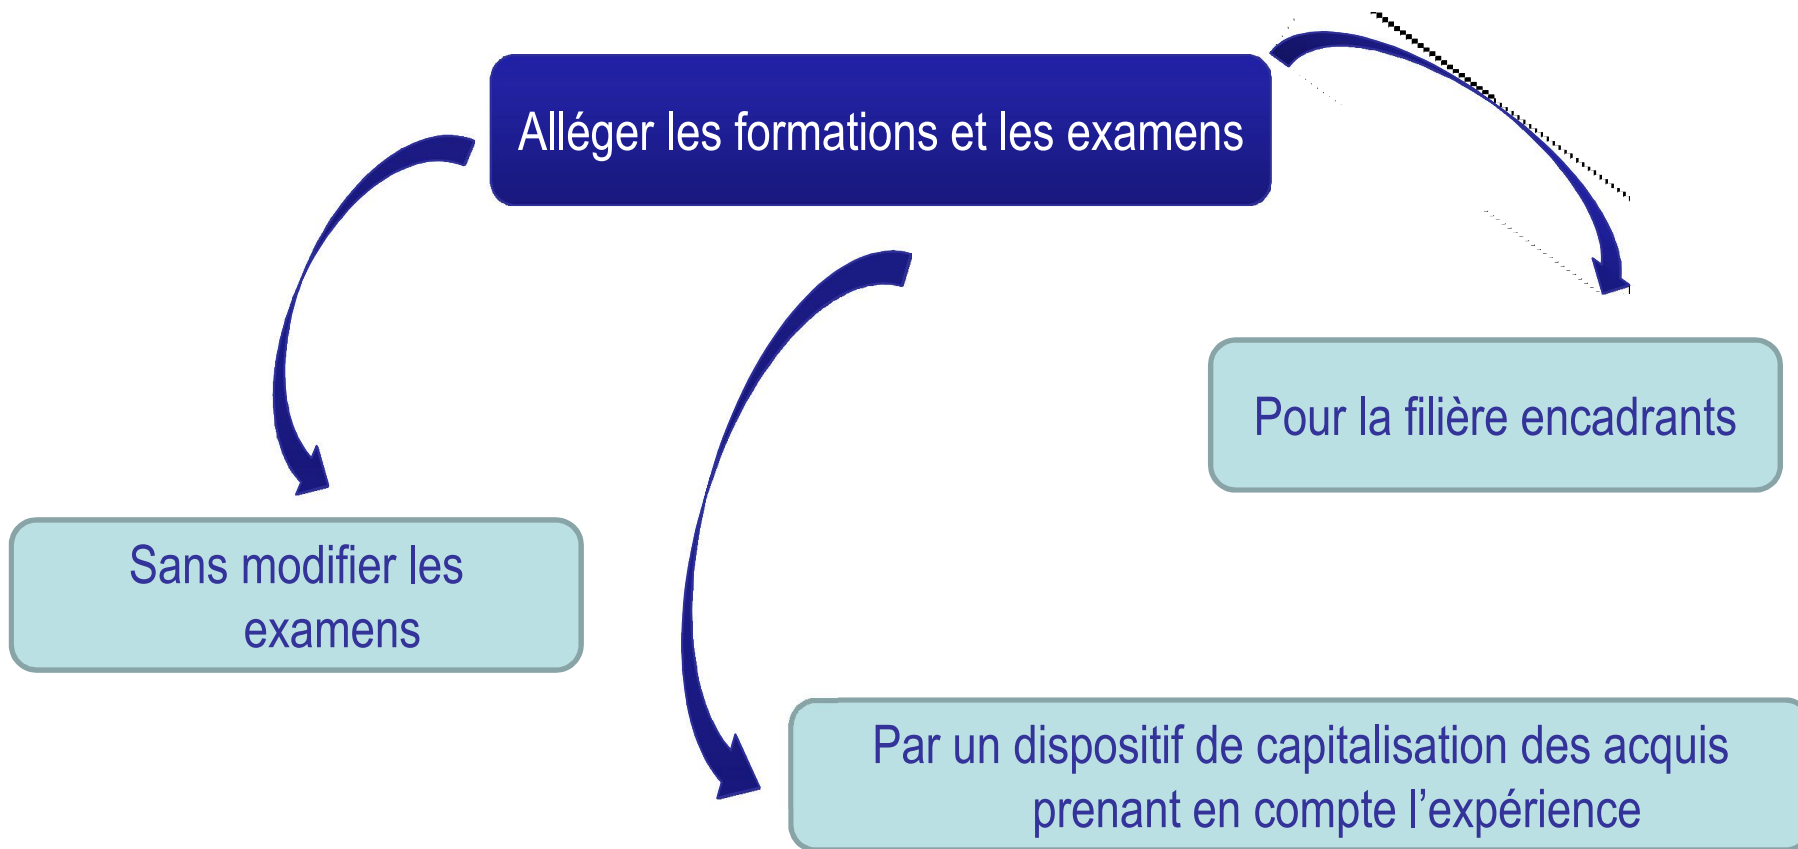 Alléger les formations et les examens
Pour la filière encadrants
Sans modifier les
examens
Par un dispositif de capitalisation des acquis
prenant en compte l’expérience